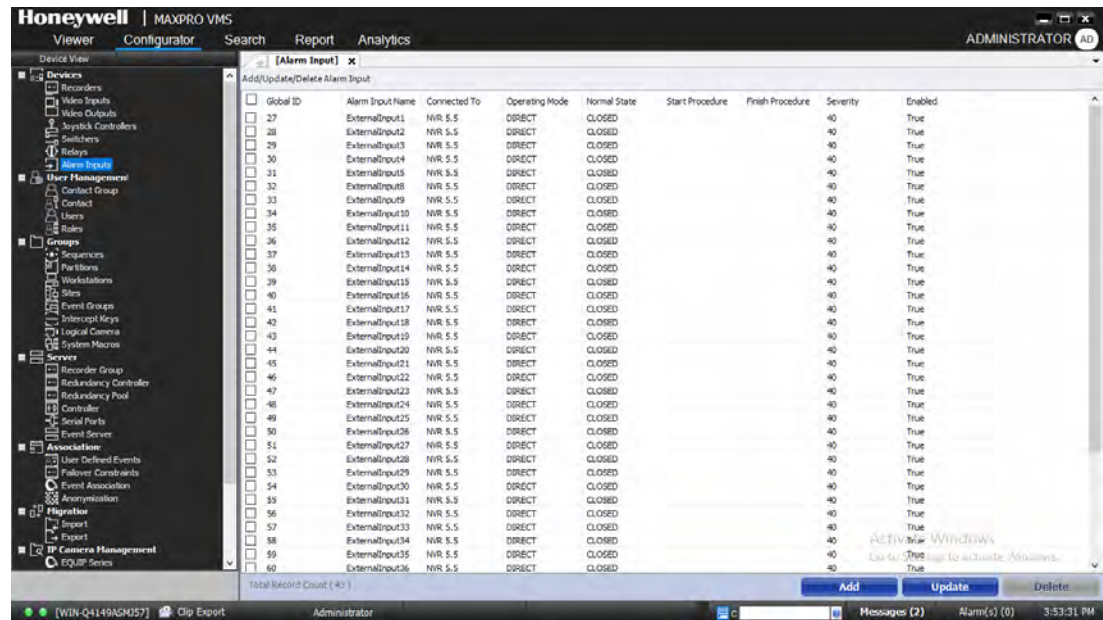 Honeywell | MAXPRO VMS
Viewer Configurator Search Report Analytics ADMINISTRATOR AD
Device View
[Alarm Input] x
Devices
Recorders
Video Inputs
Video Outputs
Joystick Controllers
Switchers
Relays
Alarm Inputs
User Management
Contact Group
Contact
Users
Roles
Groups
Sequences
Partitions
Workstations
Sites
Event Groups
Intercept Keys
Logical Camera
System Macros
Server
Recorder Group
Redundancy Controller
Redundancy Pool
Controller
Serial Ports
Event Server
Association
User Defined Events
Failover Constraints
Event Association
Anonymization
Migration
Import
Export
IP Camera Management
EQUIP Series
Add/Update/Delete Alarm Input
Global ID Alarm Input Name Connected To Operating Mode Normal State Start Procedure Finish Procedure Severity Enabled
27 ExternalInput1 NVR 5.5 DIRECT CLOSED 40 True
28 ExternalInput2 NVR 5.5 DIRECT CLOSED 40 True
29 ExternalInput3 NVR 5.5 DIRECT CLOSED 40 True
30 ExternalInput4 NVR 5.5 DIRECT CLOSED 40 True
31 ExternalInput5 NVR 5.5 DIRECT CLOSED 40 True
32 ExternalInput8 NVR 5.5 DIRECT CLOSED 40 True
33 ExternalInput9 NVR 5.5 DIRECT CLOSED 40 True
34 ExternalInput10 NVR 5.5 DIRECT CLOSED 40 True
35 ExternalInput11 NVR 5.5 DIRECT CLOSED 40 True
36 ExternalInput12 NVR 5.5 DIRECT CLOSED 40 True
37 ExternalInput13 NVR 5.5 DIRECT CLOSED 40 True
38 ExternalInput14 NVR 5.5 DIRECT CLOSED 40 True
39 ExternalInput15 NVR 5.5 DIRECT CLOSED 40 True
40 ExternalInput16 NVR 5.5 DIRECT CLOSED 40 True
41 ExternalInput17 NVR 5.5 DIRECT CLOSED 40 True
42 ExternalInput18 NVR 5.5 DIRECT CLOSED 40 True
43 ExternalInput19 NVR 5.5 DIRECT CLOSED 40 True
44 ExternalInput20 NVR 5.5 DIRECT CLOSED 40 True
45 ExternalInput21 NVR 5.5 DIRECT CLOSED 40 True
46 ExternalInput22 NVR 5.5 DIRECT CLOSED 40 True
47 ExternalInput23 NVR 5.5 DIRECT CLOSED 40 True
48 ExternalInput24 NVR 5.5 DIRECT CLOSED 40 True
49 ExternalInput25 NVR 5.5 DIRECT CLOSED 40 True
50 ExternalInput26 NVR 5.5 DIRECT CLOSED 40 True
51 ExternalInput27 NVR 5.5 DIRECT CLOSED 40 True
52 ExternalInput28 NVR 5.5 DIRECT CLOSED 40 True
53 ExternalInput29 NVR 5.5 DIRECT CLOSED 40 True
54 ExternalInput30 NVR 5.5 DIRECT CLOSED 40 True
55 ExternalInput31 NVR 5.5 DIRECT CLOSED 40 True
56 ExternalInput32 NVR 5.5 DIRECT CLOSED 40 True
57 ExternalInput33 NVR 5.5 DIRECT CLOSED 40 True
58 ExternalInput34 NVR 5.5 DIRECT CLOSED 40 True
Activate Windows
59 ExternalInput35 NVR 5.5 DIRECT CLOSED 40 True
Go to Settings to activate Windows.
60 ExternalInput36 NVR 5.5 DIRECT CLOSED 40 True
Total Record Count ( 43 )
Add Update Delete
[WIN-Q4149ASMJ57] Clip Export Administrator C Messages (2) Alarm(s) (0) 3:53:31 PM